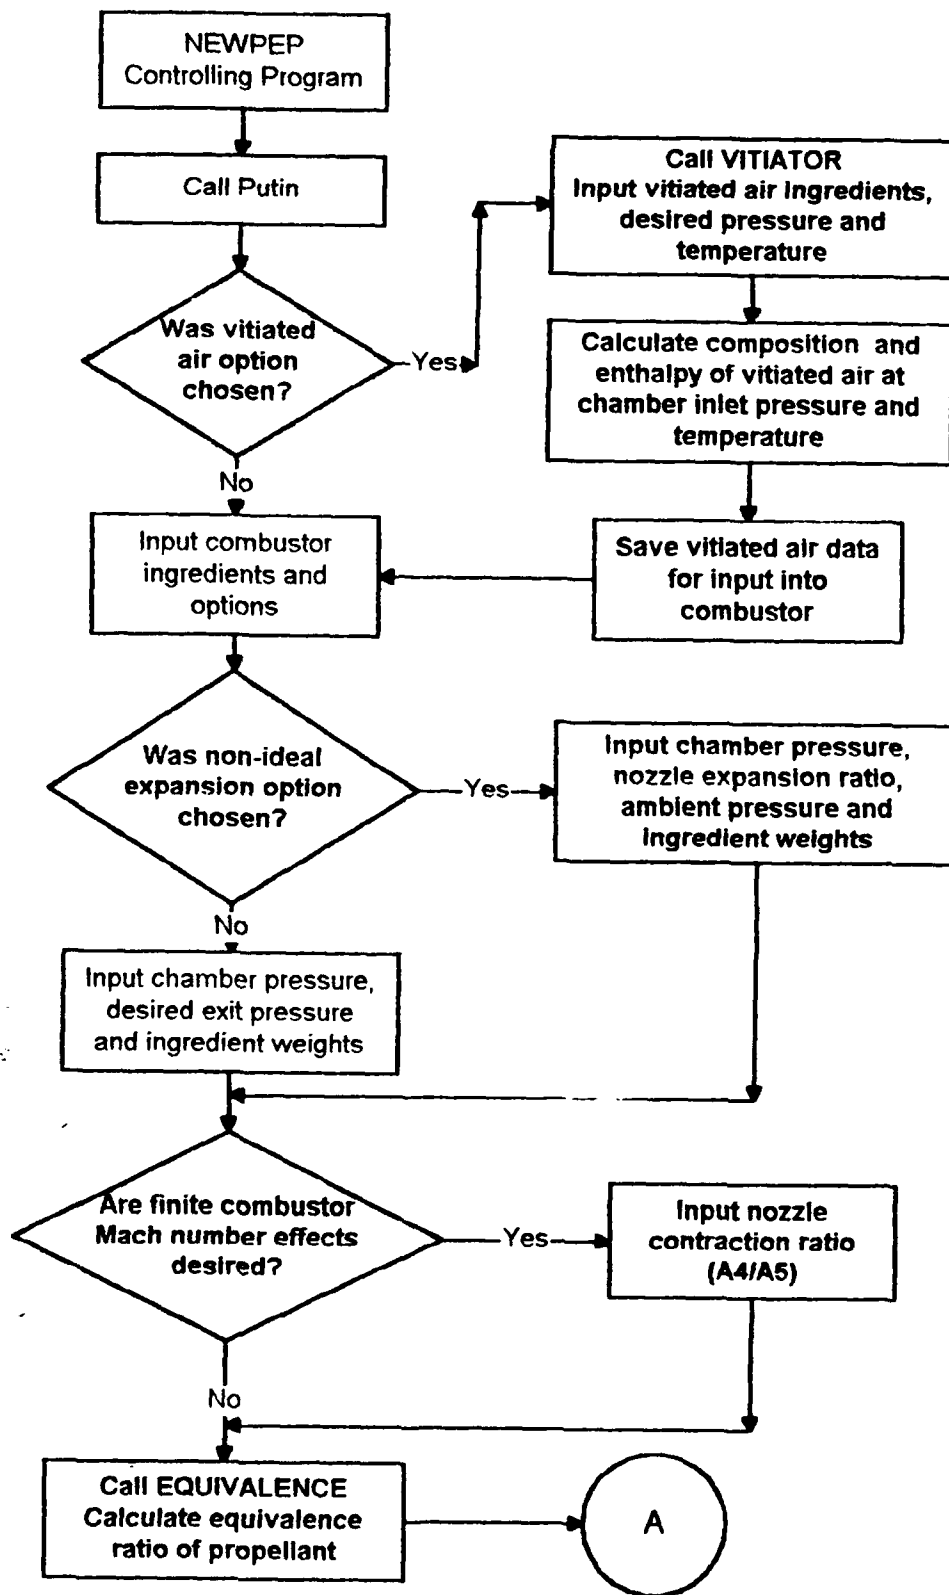 NEWPEP
Controlling Program
Call Putin
Was vitiated
air option
chosen?
Yes
No
Call VITIATOR
Input vitiated air Ingredients,
desired pressure and
temperature
Calculate composition and
enthalpy of vitiated air at
chamber inlet pressure and
temperature
Save vitiated air data
for input into
combustor
Input combustor
ingredients and
options
Was non-ideal
expansion option
chosen?
Yes
No
Input chamber pressure,
nozzle expansion ratio,
ambient pressure and
Ingredient weights
Input chamber pressure,
desired exit pressure
and ingredient weights
Are finite combustor
Mach number effects
desired?
Yes
No
Input nozzle
contraction ratio
(A4/A5)
Call EQUIVALENCE
Calculate equivalence
ratio of propellant
A